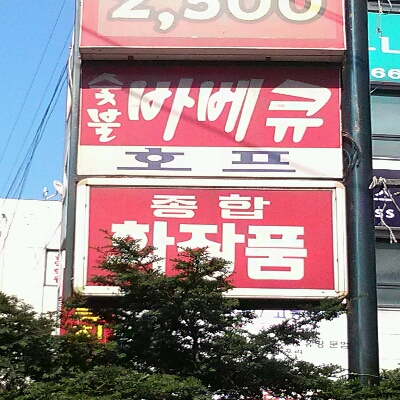 2,500
숯불 바베큐
호프
종합
화장품